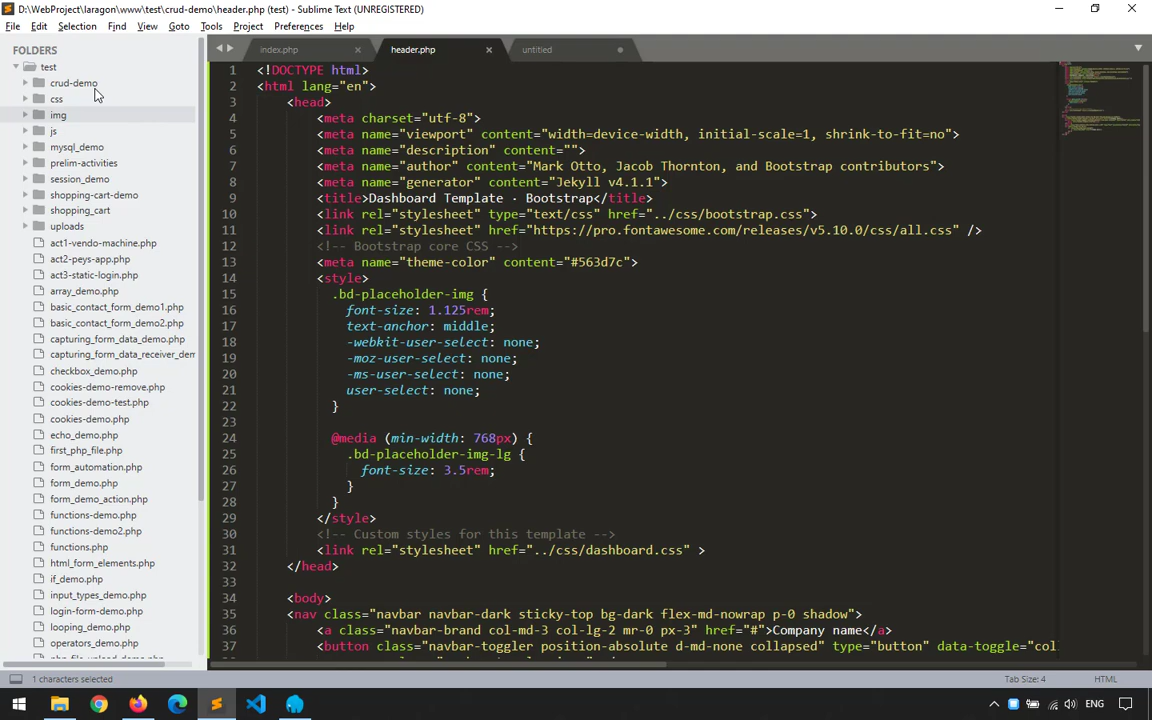 D:\WebProject\laragon\www\test\crud-demo\header.php (test) - Sublime Text (UNREGISTERED)
File Edit Selection Find View Goto Tools Project Preferences Help
FOLDERS
test
crud-demo
css
img
js
mysql_demo
prelim-activities
session_demo
shopping-cart-demo
shopping_cart
uploads
act1-vendo-machine.php
act2-peys-app.php
act3-static-login.php
array_demo.php
basic_contact_form_demo1.php
basic_contact_form_demo2.php
capturing_form_data_demo.php
capturing_form_data_receiver_dem
checkbox_demo.php
cookies-demo-remove.php
cookies-demo-test.php
cookies-demo.php
echo_demo.php
first_php_file.php
form_automation.php
form_demo.php
form_demo_action.php
functions-demo.php
functions-demo2.php
functions.php
html_form_elements.php
if_demo.php
input_types_demo.php
login-form-demo.php
looping_demo.php
operators_demo.php
index.php
header.php
untitled
1 <!DOCTYPE html>
2 <html lang="en">
3 <head>
4 <meta charset="utf-8">
5 <meta name="viewport" content="width=device-width, initial-scale=1, shrink-to-fit=no">
6 <meta name="description" content="">
7 <meta name="author" content="Mark Otto, Jacob Thornton, and Bootstrap contributors">
8 <meta name="generator" content="Jekyll v4.1.1">
9 <title>Dashboard Template · Bootstrap</title>
10 <link rel="stylesheet" type="text/css" href="../css/bootstrap.css">
11 <link rel="stylesheet" href="https://pro.fontawesome.com/releases/v5.10.0/css/all.css" />
12 <!-- Bootstrap core CSS -->
13 <meta name="theme-color" content="#563d7c">
14 <style>
15 .bd-placeholder-img {
16 font-size: 1.125rem;
17 text-anchor: middle;
18 -webkit-user-select: none;
19 -moz-user-select: none;
20 -ms-user-select: none;
21 user-select: none;
22 }
23
24 @media (min-width: 768px) {
25 .bd-placeholder-img-lg {
26 font-size: 3.5rem;
27 }
28 }
29 </style>
30 <!-- Custom styles for this template -->
31 <link rel="stylesheet" href="../css/dashboard.css" >
32 </head>
33
34 <body>
35 <nav class="navbar navbar-dark sticky-top bg-dark flex-md-nowrap p-0 shadow">
36 <a class="navbar-brand col-md-3 col-lg-2 mr-0 px-3" href="#">Company name</a>
37 <button class="navbar-toggler position-absolute d-md-none collapsed" type="button" data-toggle="col
1 characters selected
Tab Size: 4
HTML
ENG